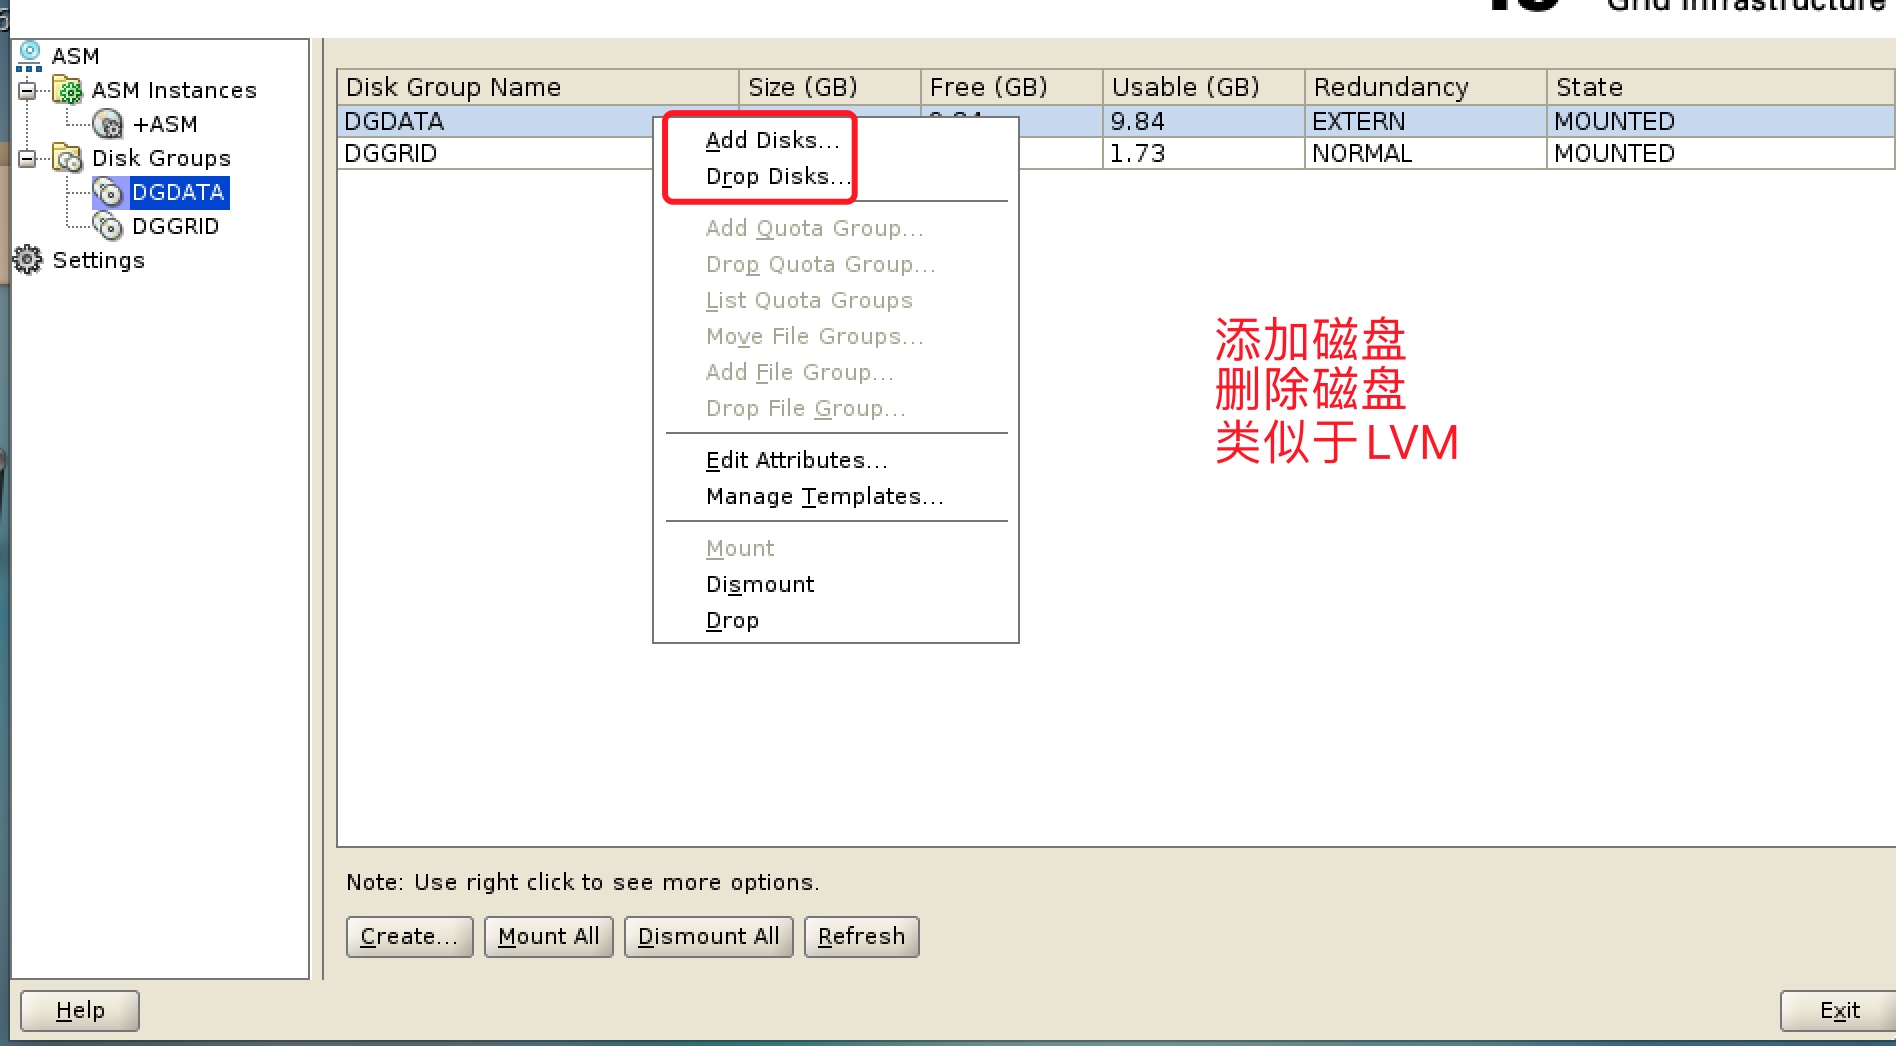 Grid Infrastructure
ASM
ASM Instances
+ASM
Disk Groups
DGDATA
DGGRID
Settings
Disk Group Name Size (GB) Free (GB) Usable (GB) Redundancy State
DGDATA 9.84 EXTERN MOUNTED
DGGRID 1.73 NORMAL MOUNTED
Add Disks...
Drop Disks...
Add Quota Group...
Drop Quota Group...
List Quota Groups
Move File Groups...
Add File Group...
Drop File Group...
Edit Attributes...
Manage Templates...
Mount
Dismount
Drop
添加磁盘
删除磁盘
类似于LVM
Note: Use right click to see more options.
Create... Mount All Dismount All Refresh
Help Exit